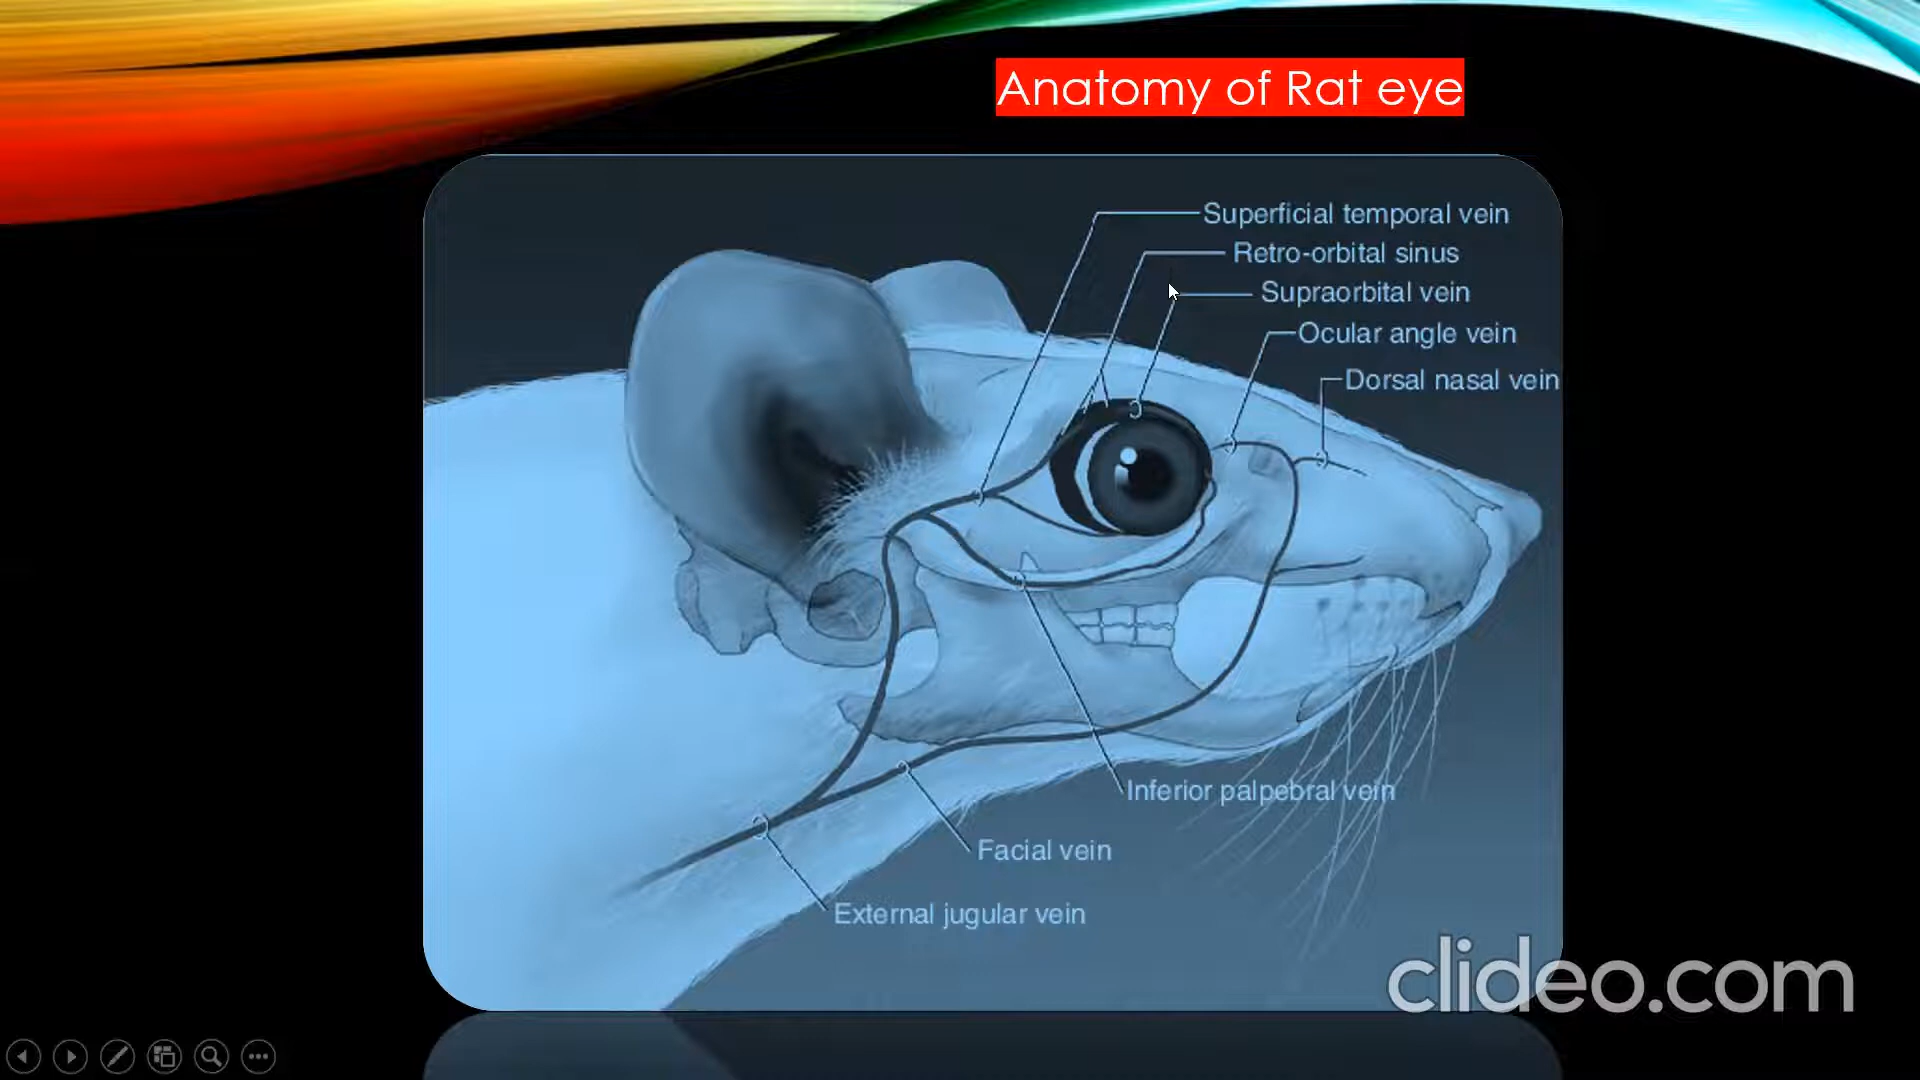 Anatomy of Rat eye
Superficial temporal vein
Retro-orbital sinus
Supraorbital vein
Ocular angle vein
Dorsal nasal vein
Inferior palpebral vein
Facial vein
External jugular vein
clideo.com